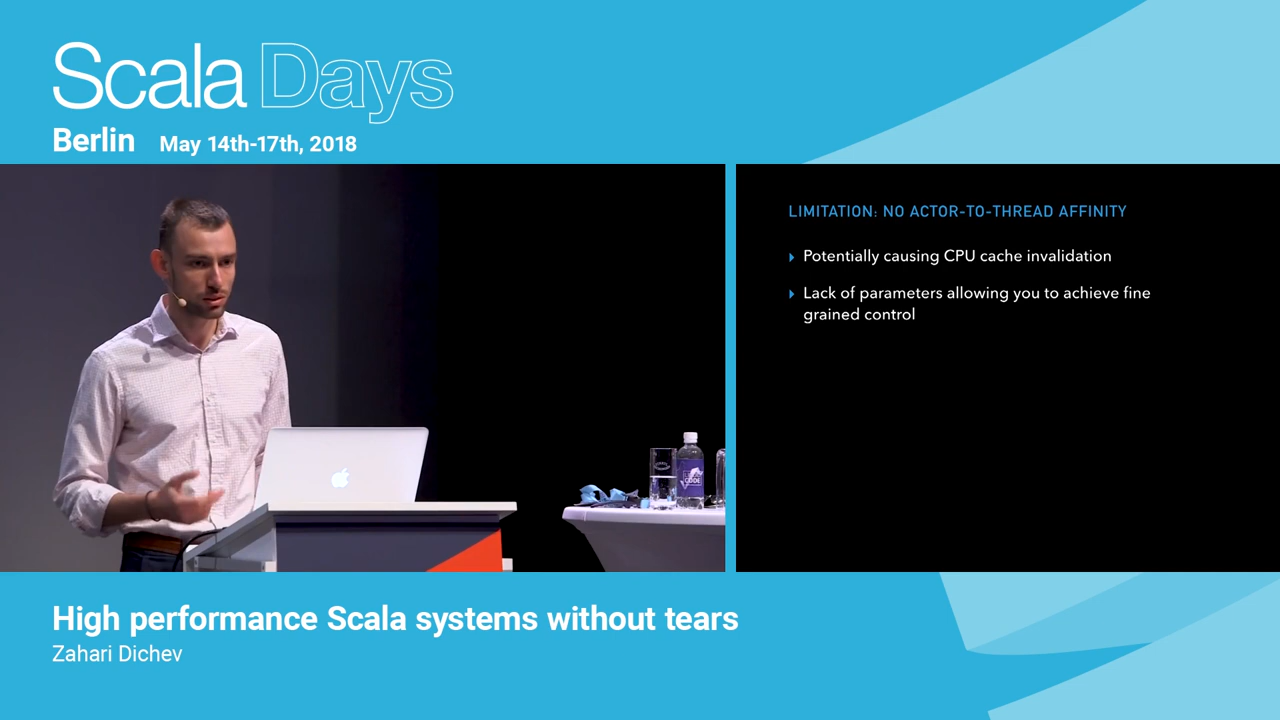 Scala Days
Berlin May 14th-17th, 2018
LIMITATION: NO ACTOR-TO-THREAD AFFINITY
Potentially causing CPU cache invalidation
Lack of parameters allowing you to achieve fine
grained control
CODE
High performance Scala systems without tears
Zahari Dichev